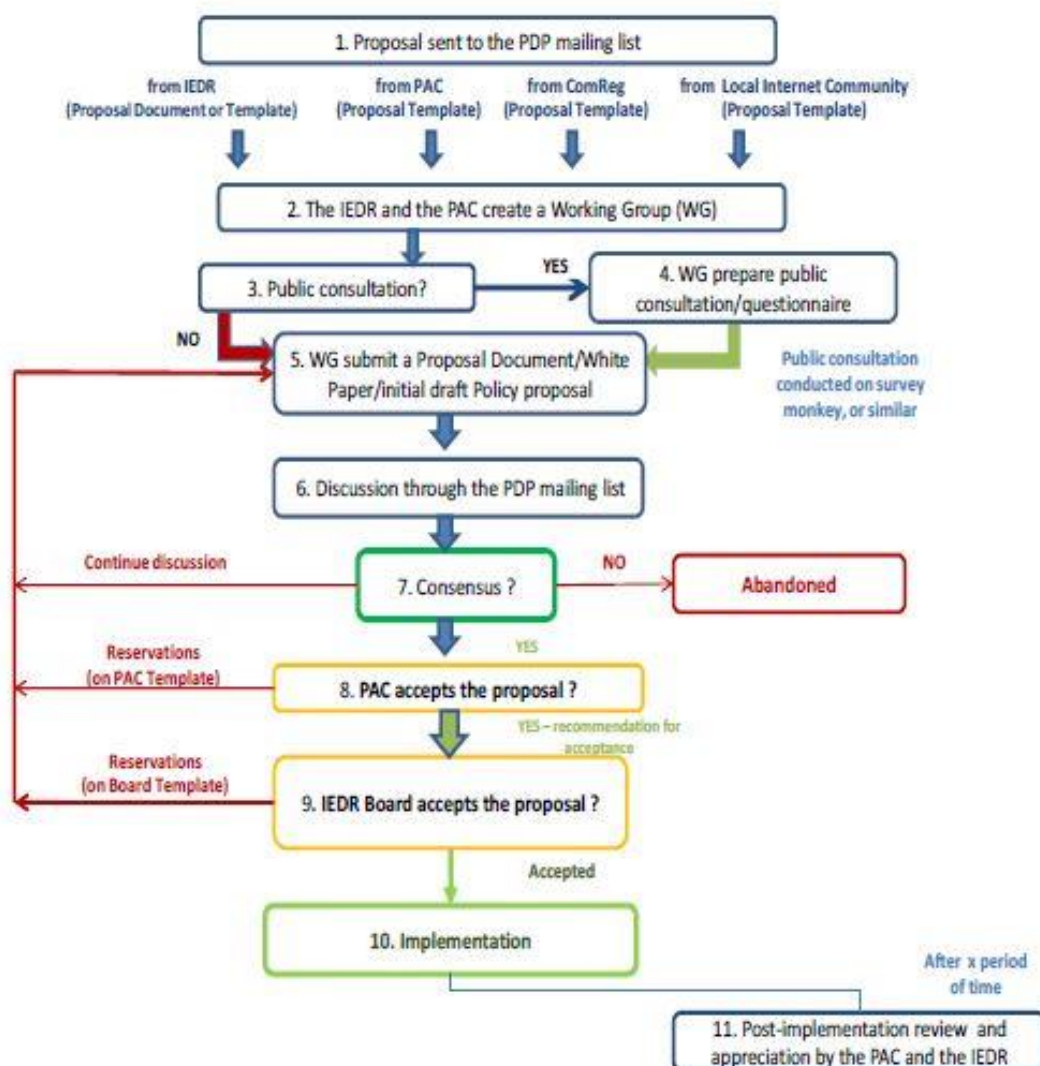 1. Proposal sent to the PDP mailing list
from IEDR
(Proposal Document or Template)
from PAC
(Proposal Template)
from ComReg
(Proposal Template)
from Local Internet Community
(Proposal Template)
2. The IEDR and the PAC create a Working Group (WG)
3. Public consultation?
YES
4. WG prepare public
consultation/questionnaire
NO
5. WG submit a Proposal Document/White
Paper/initial draft Policy proposal
Public consultation
conducted on survey
monkey, or similar
6. Discussion through the PDP mailing list
Continue discussion
7. Consensus ?
NO
Abandoned
YES
Reservations
(on PAC Template)
8. PAC accepts the proposal ?
YES – recommendation for
acceptance
Reservations
(on Board Template)
9. IEDR Board accepts the proposal ?
Accepted
10. Implementation
After x period
of time
11. Post-implementation review and
appreciation by the PAC and the IEDR